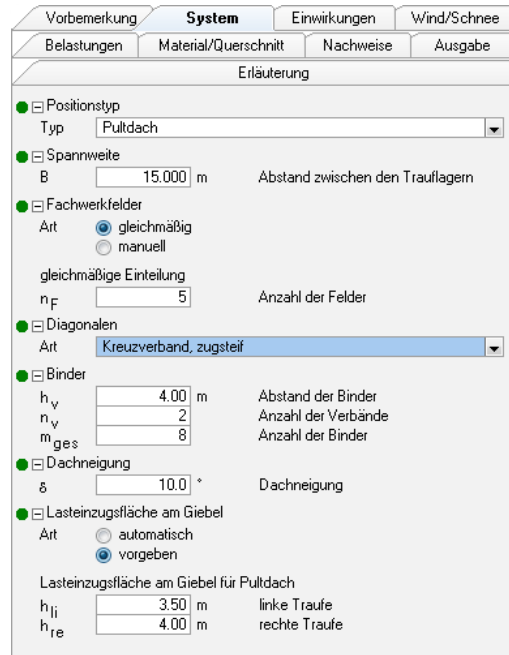 Vorbemerkung System Einwirkungen Wind/Schnee
Belastungen Material/Querschnitt Nachweise Ausgabe
Erläuterung
Positionstyp
Typ Pultdach
Spannweite
B 15.000 m Abstand zwischen den Trauflagern
Fachwerkfelder
Art gleichmäßig
manuell
gleichmäßige Einteilung
nF 5 Anzahl der Felder
Diagonalen
Art Kreuzverband, zugsteif
Binder
hv 4.00 m Abstand der Binder
nv 2 Anzahl der Verbände
mges 8 Anzahl der Binder
Dachneigung
δ 10.0 ° Dachneigung
Lasteinzugsfläche am Giebel
Art automatisch
vorgeben
Lasteinzugsfläche am Giebel für Pultdach
hli 3.50 m linke Traufe
hre 4.00 m rechte Traufe